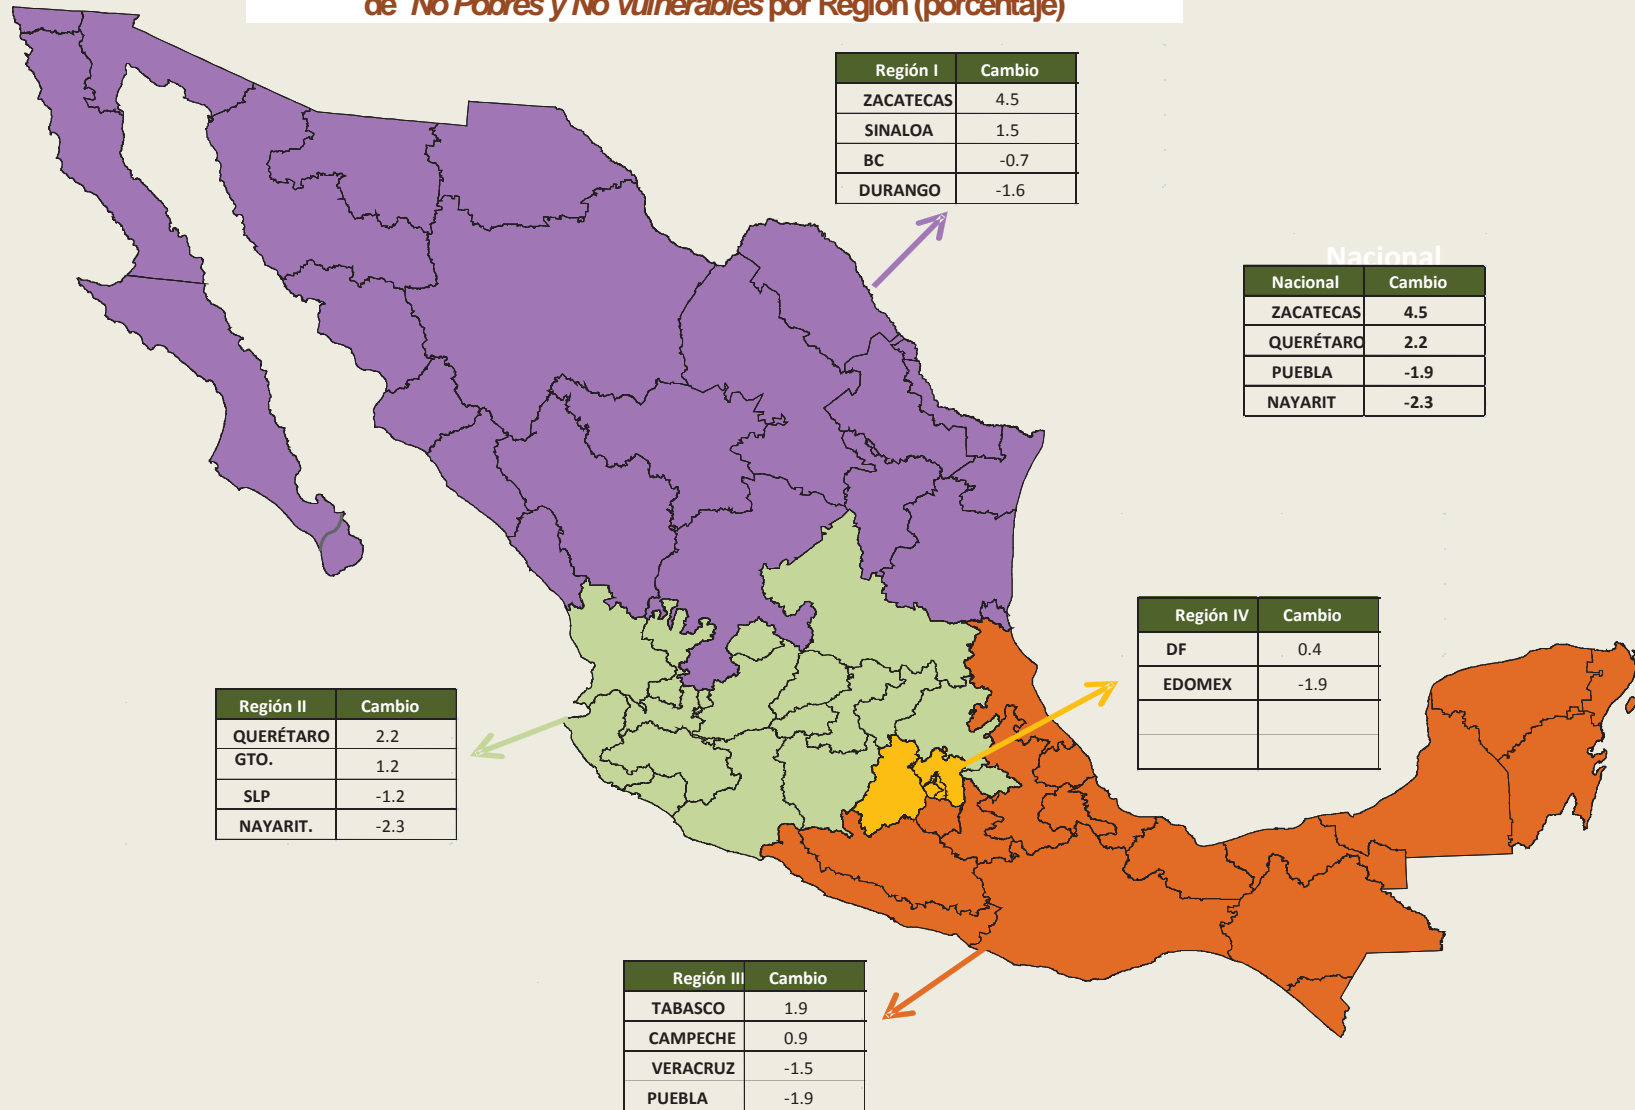 de No Pobres y No Vulnerables por Región (porcentaje)
Región I Cambio
ZACATECAS 4.5
SINALOA 1.5
BC -0.7
DURANGO -1.6
Nacional
Nacional Cambio
ZACATECAS 4.5
QUERÉTARO 2.2
PUEBLA -1.9
NAYARIT -2.3
Región IV Cambio
DF 0.4
EDOMEX -1.9
Región II Cambio
QUERÉTARO 2.2
GTO. 1.2
SLP -1.2
NAYARIT. -2.3
Región III Cambio
TABASCO 1.9
CAMPECHE 0.9
VERACRUZ -1.5
PUEBLA -1.9